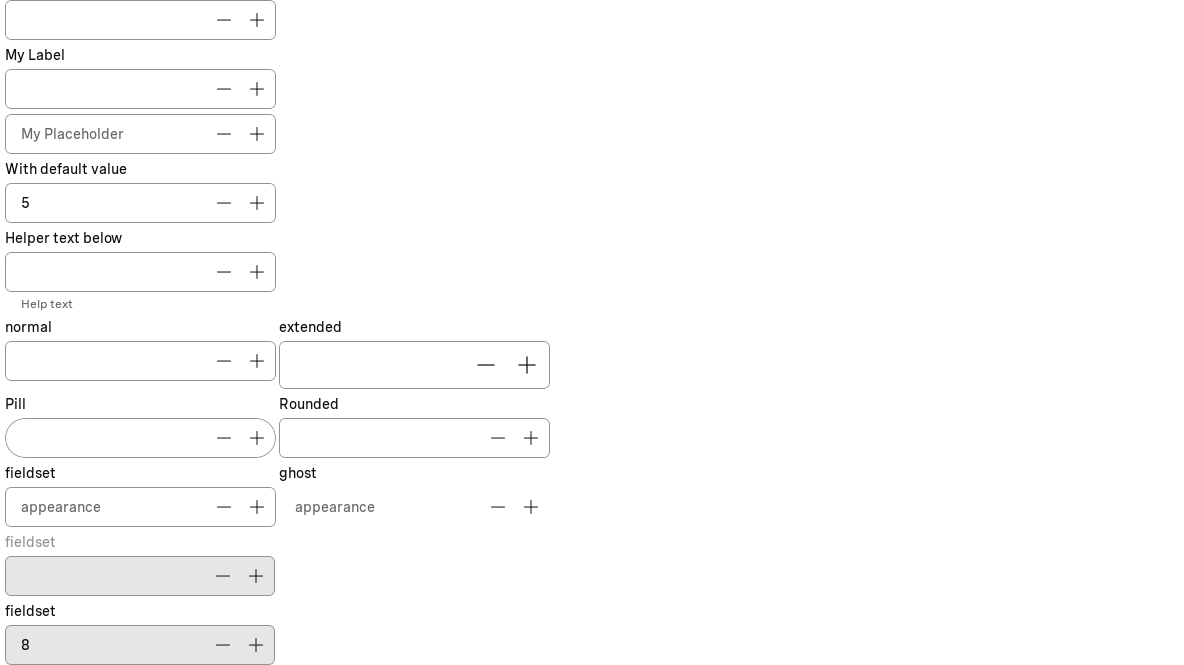 My Label
My Placeholder
With default value
5
Helper text below
Help text
normal extended
Pill Rounded
fieldset ghost
appearance appearance
fieldset
fieldset
8